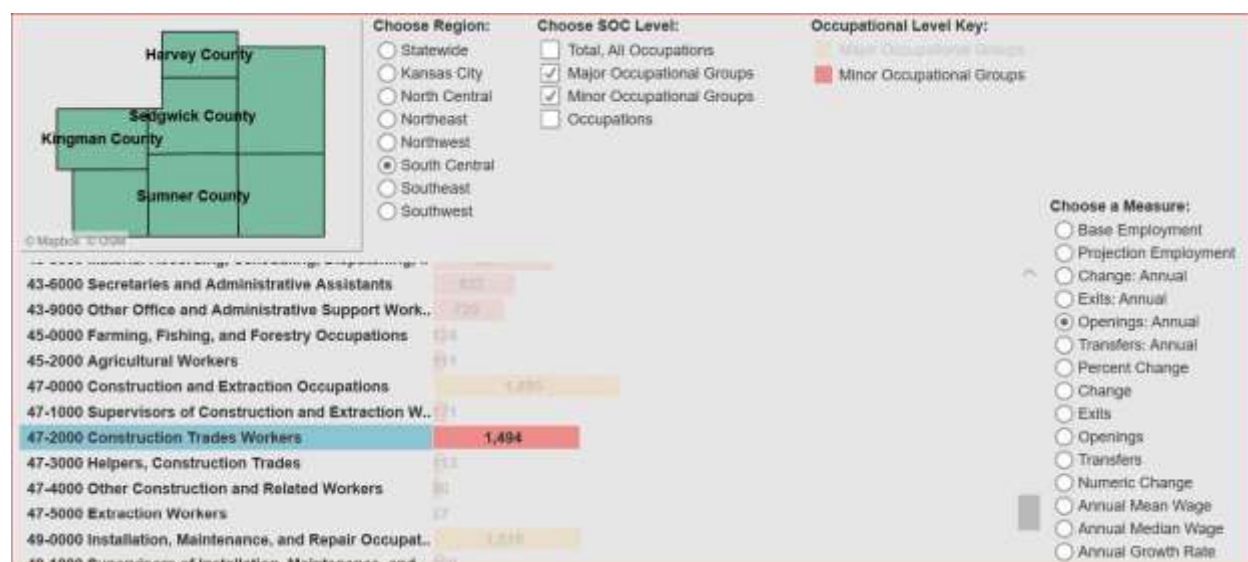 Harvey County
Sedgwick County
Kingman County
Sumner County
© Mapbox © OSM
Choose Region:
Statewide
Kansas City
North Central
Northeast
Northwest
South Central
Southeast
Southwest
Choose SOC Level:
Total, All Occupations
Major Occupational Groups
Minor Occupational Groups
Occupations
Occupational Level Key:
Major Occupational Groups
Minor Occupational Groups
Choose a Measure:
Base Employment
Projection Employment
Change: Annual
Exits: Annual
Openings: Annual
Transfers: Annual
Percent Change
Change
Exits
Openings
Transfers
Numeric Change
Annual Mean Wage
Annual Median Wage
Annual Growth Rate
43-6000 Secretaries and Administrative Assistants
43-9000 Other Office and Administrative Support Work..
45-0000 Farming, Fishing, and Forestry Occupations
45-2000 Agricultural Workers
47-0000 Construction and Extraction Occupations
47-1000 Supervisors of Construction and Extraction W..
47-2000 Construction Trades Workers 1,494
47-3000 Helpers, Construction Trades
47-4000 Other Construction and Related Workers
47-5000 Extraction Workers
49-0000 Installation, Maintenance, and Repair Occupat..